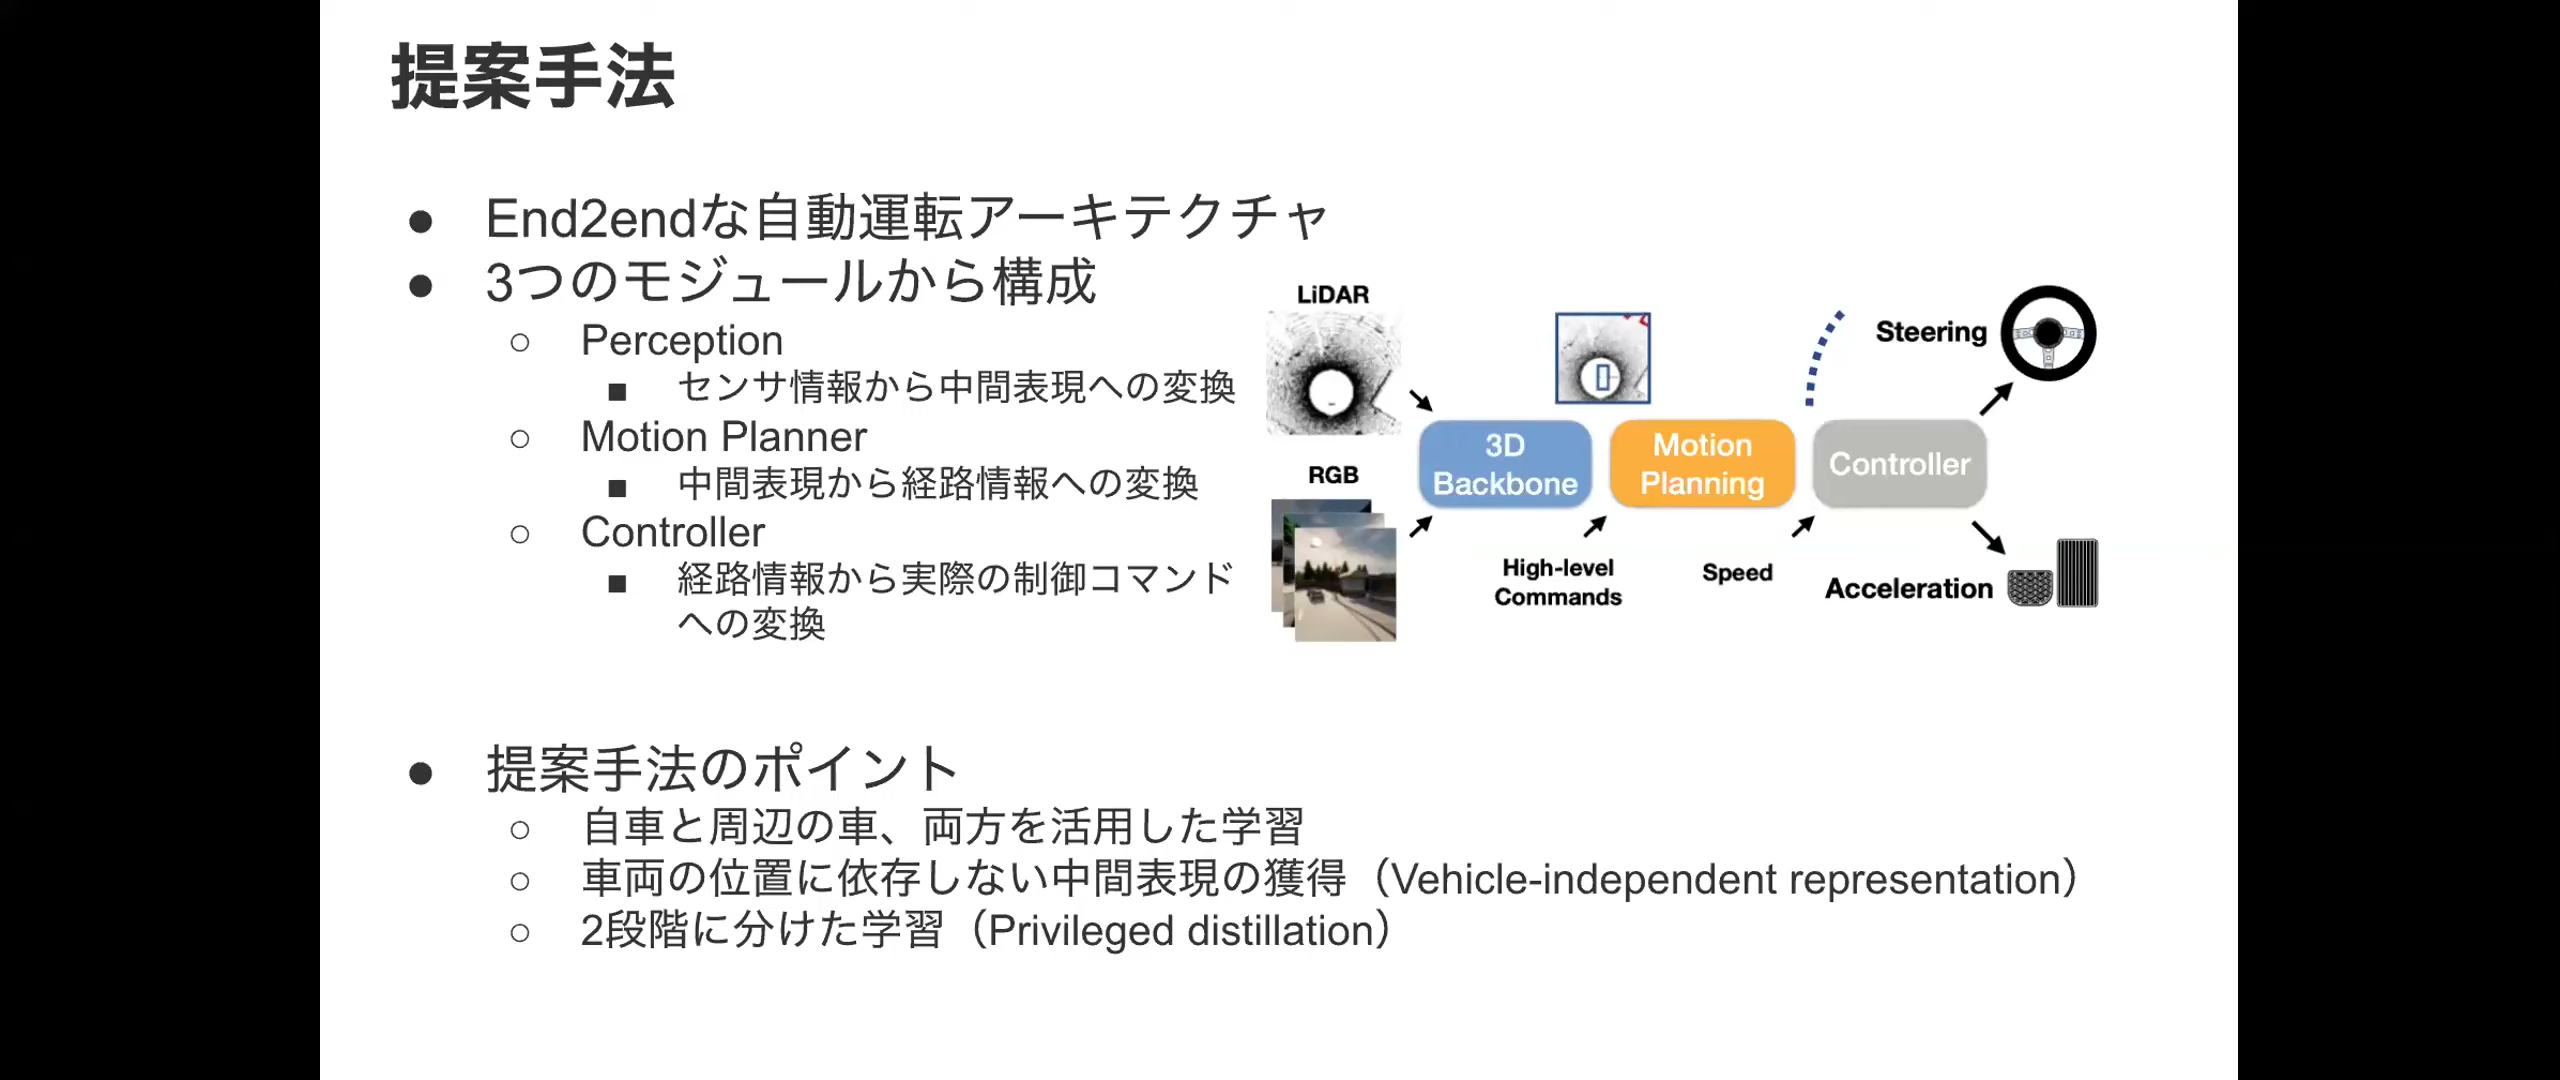 提案手法
● End2endな自動運転アーキテクチャ
● 3つのモジュールから構成
○ Perception
■ センサ情報から中間表現への変換
○ Motion Planner
■ 中間表現から経路情報への変換
○ Controller
■ 経路情報から実際の制御コマンド
への変換
LiDAR
RGB
3D
Backbone
Motion
Planning
Controller
High-level
Commands
Speed
Steering
Acceleration
● 提案手法のポイント
○ 自車と周辺の車、両方を活用した学習
○ 車両の位置に依存しない中間表現の獲得（Vehicle-independent representation）
○ 2段階に分けた学習（Privileged distillation）